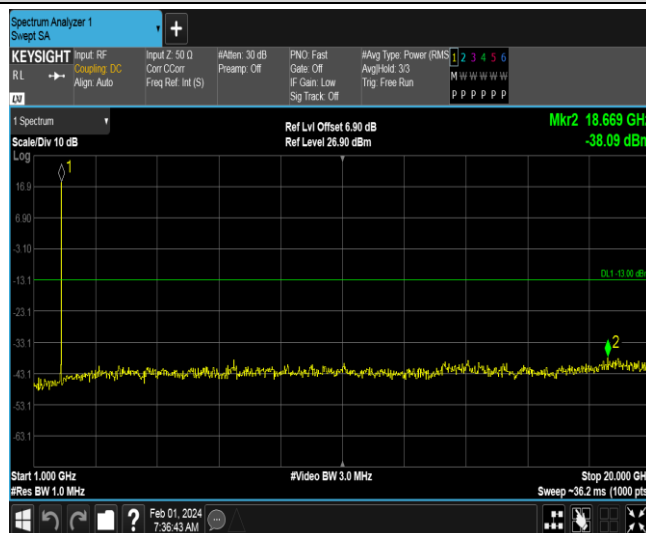 Spectrum Analyzer 1
Swept SA
+
KEYSIGHT Input: RF Input Z: 50 Ω #Atten: 30 dB PNO: Fast #Avg Type: Power (RMS 1 2 3 4 5 6
RL Coupling: DC Corr CCorr Preamp: Off Gate: Off Avg|Hold: 3/3 M W W W W W
Align: Auto Freq Ref: Int (S) IF Gain: Low Trig: Free Run P P P P P P
LXI Sig Track: Off
1 Spectrum Ref Lvl Offset 6.90 dB Mkr2 18.669 GHz
Scale/Div 10 dB Ref Level 26.90 dBm -38.09 dBm
Log
1
16.9
6.90
-3.10
-13.1 DL1 -13.00 dBm
-23.1
-33.1
2
-43.1
-53.1
-63.1
Start 1.000 GHz #Video BW 3.0 MHz Stop 20.000 GHz
#Res BW 1.0 MHz Sweep ~36.2 ms (1000 pts
? Feb 01, 2024
7:36:43 AM